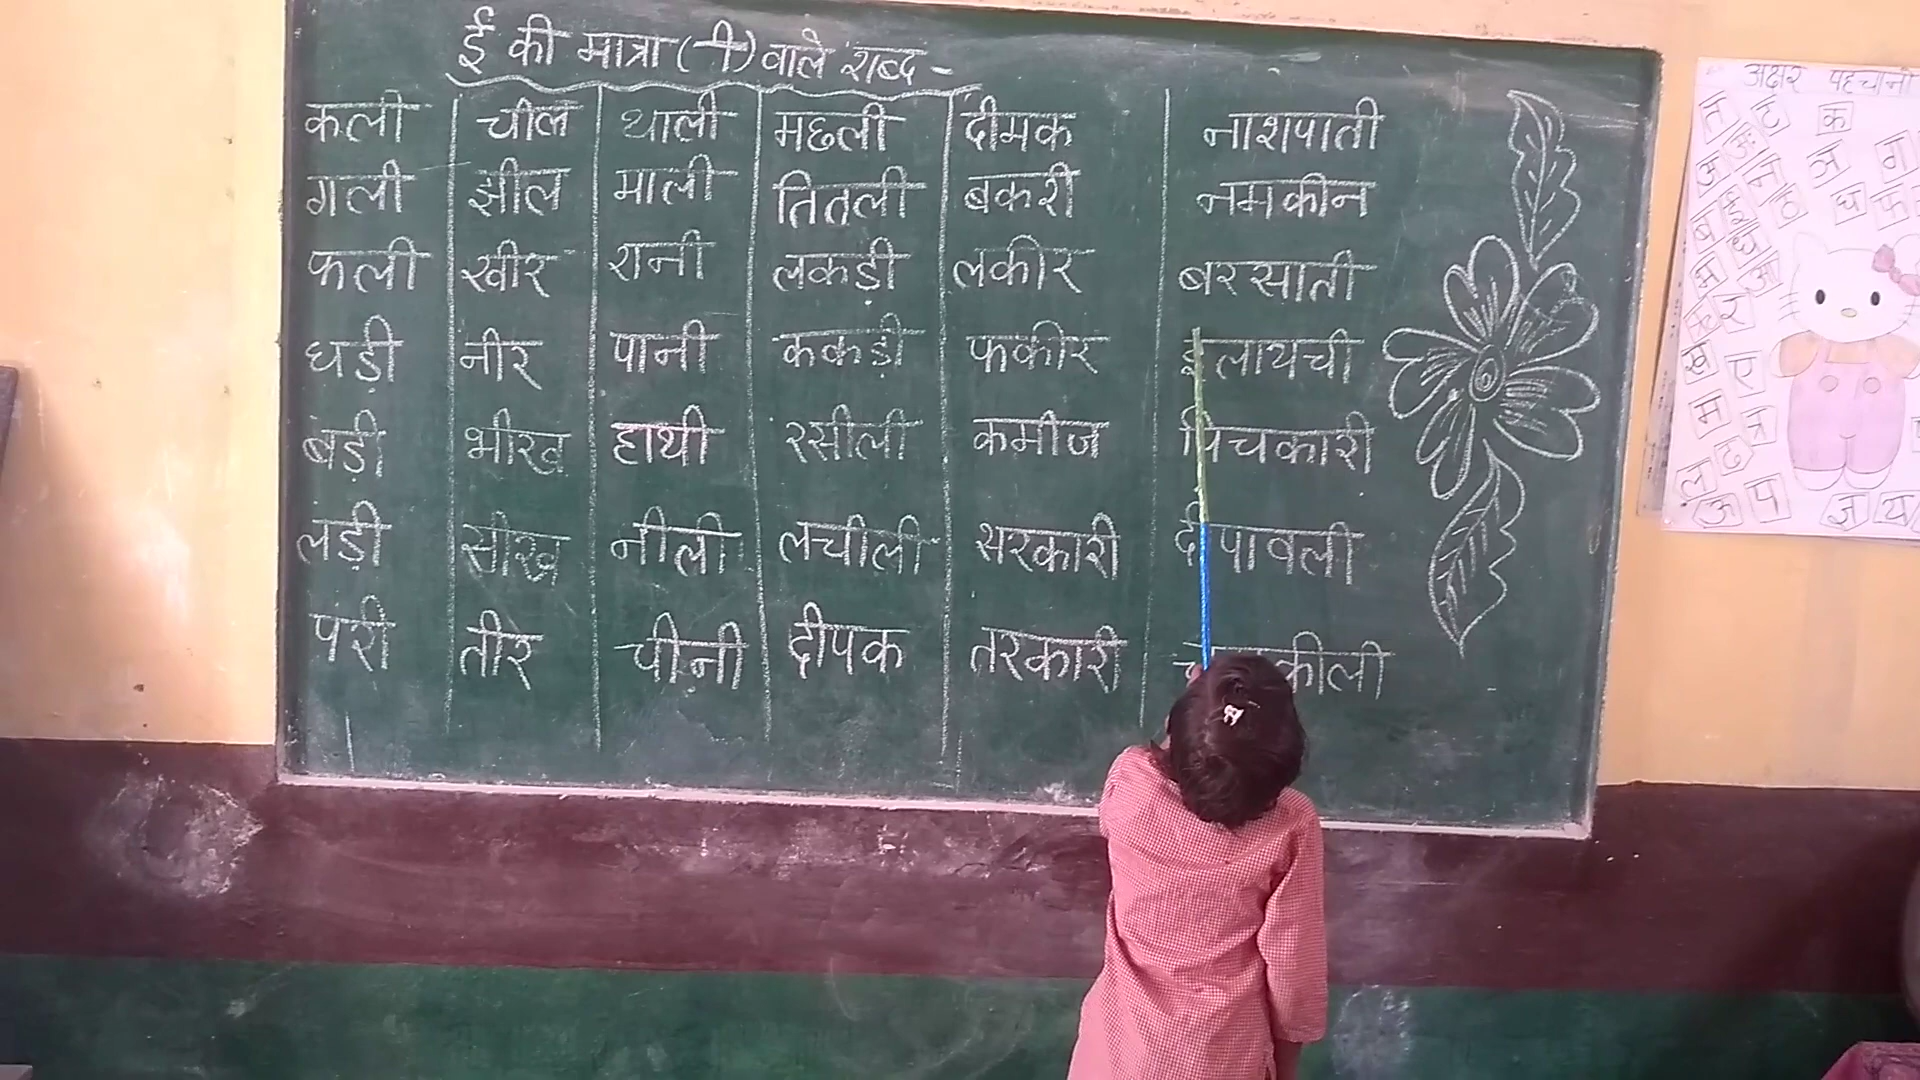 ई की मात्रा (ी) वाले शब्द -
कली चील थाली मछली दीमक नाशपाती
गली झील माली तितली बकरी नमकीन
फली खीर रानी लकड़ी लकीर बरसाती
घड़ी नीर पानी ककड़ी फकीर इलायची
बड़ी भीख हाथी रसीली कमीज पिचकारी
लड़ी सीख नीली लचीली सरकारी दीपावली
परी तीर चीनी दीपक तरकारी
अक्षर पहचानो